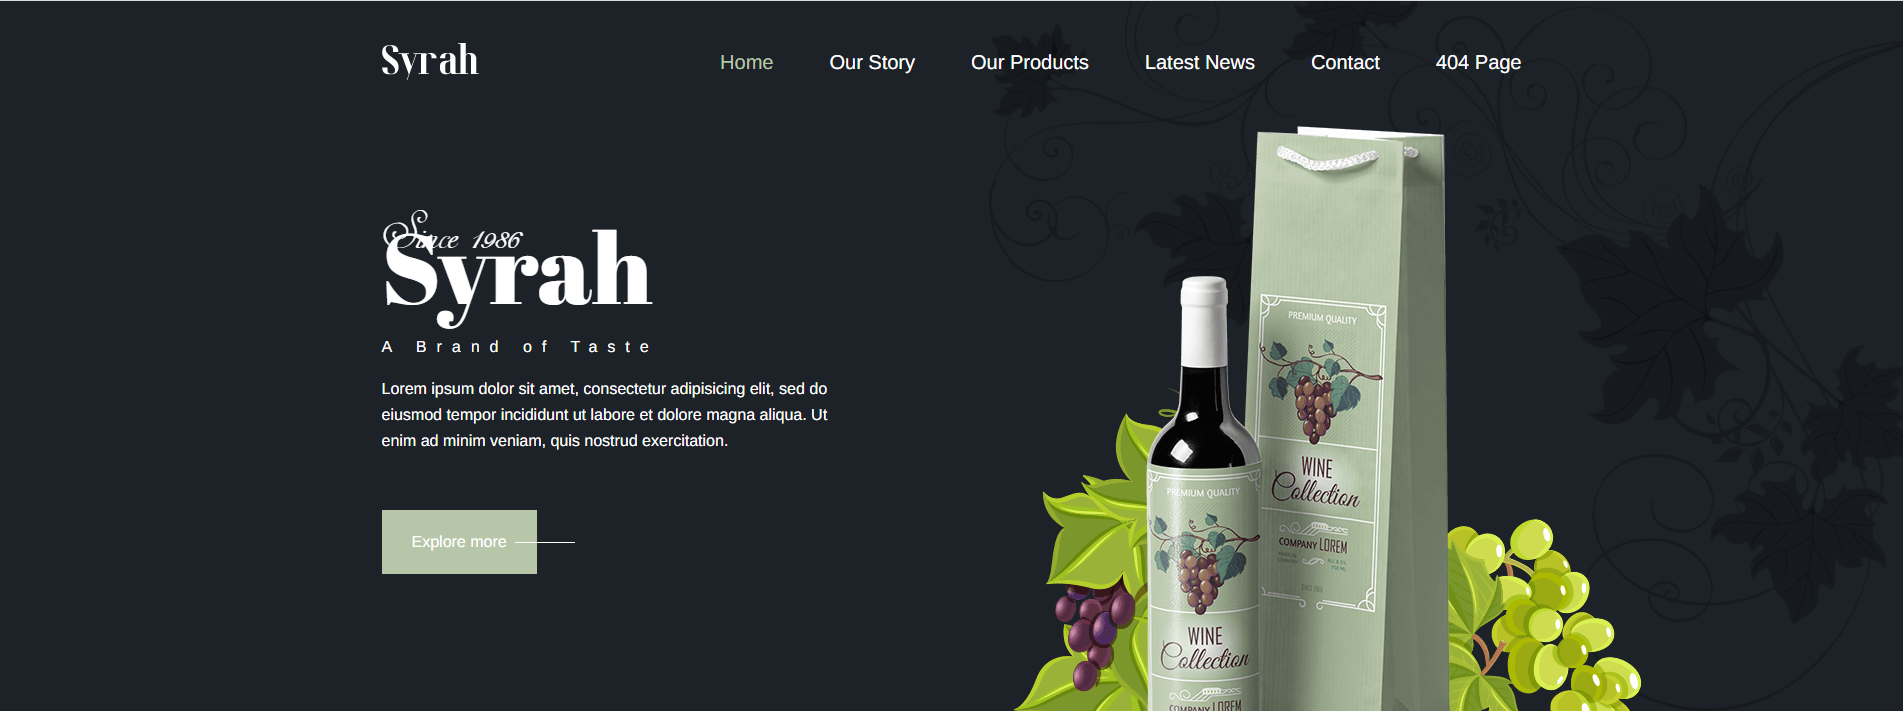 Syrah
Home Our Story Our Products Latest News Contact 404 Page
Since 1986
Syrah
A Brand of Taste
Lorem ipsum dolor sit amet, consectetur adipisicing elit, sed do
eiusmod tempor incididunt ut labore et dolore magna aliqua. Ut
enim ad minim veniam, quis nostrud exercitation.
Explore more
PREMIUM QUALITY
WINE
Collection
COMPANY LOREM
PREMIUM QUALITY
WINE
Collection
COMPANY LOREM